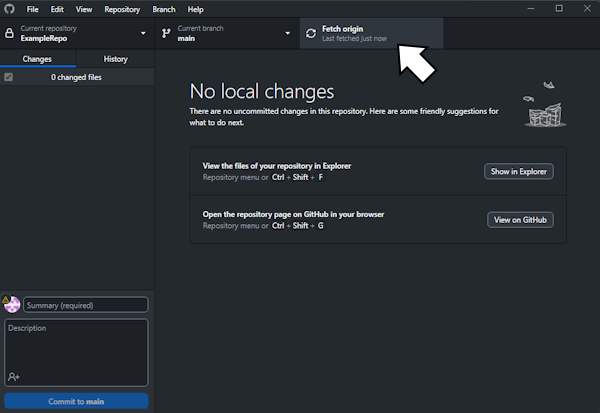 File Edit View Repository Branch Help
Current repository
ExampleRepo
Current branch
main
Fetch origin
Last fetched just now
Changes History
0 changed files
No local changes
There are no uncommitted changes in this repository. Here are some friendly suggestions for
what to do next.
View the files of your repository in Explorer
Repository menu or Ctrl + Shift + F
Show in Explorer
Open the repository page on GitHub in your browser
Repository menu or Ctrl + Shift + G
View on GitHub
Summary (required)
Description
Commit to main